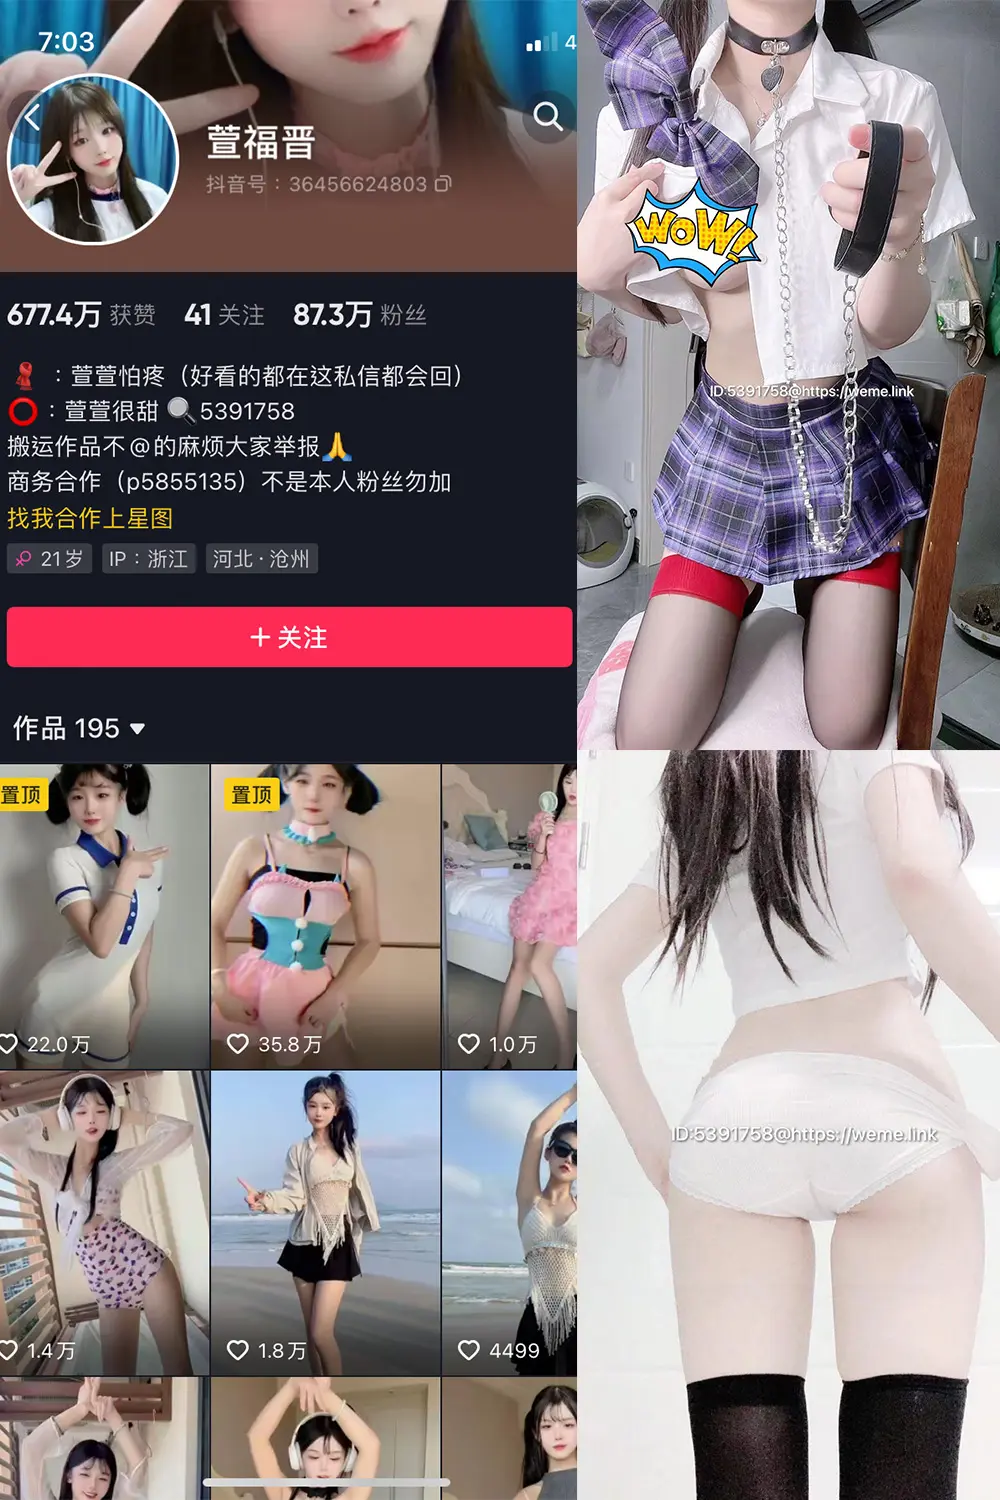 7:03
4
萱福晋
抖音号：36456624803
677.4万 获赞 41 关注 87.3万 粉丝
：萱萱怕疼（好看的都在这私信都会回）
：萱萱很甜 5391758
搬运作品不@的麻烦大家举报
商务合作（p5855135）不是本人粉丝勿加
找我合作上星图
21岁 IP：浙江 河北·沧州
+ 关注
作品 195
置顶
置顶
22.0万
35.8万
1.0万
1.4万
1.8万
4499
WOW!
ID:5391758@https://weme.link
ID:5391758@https://weme.link